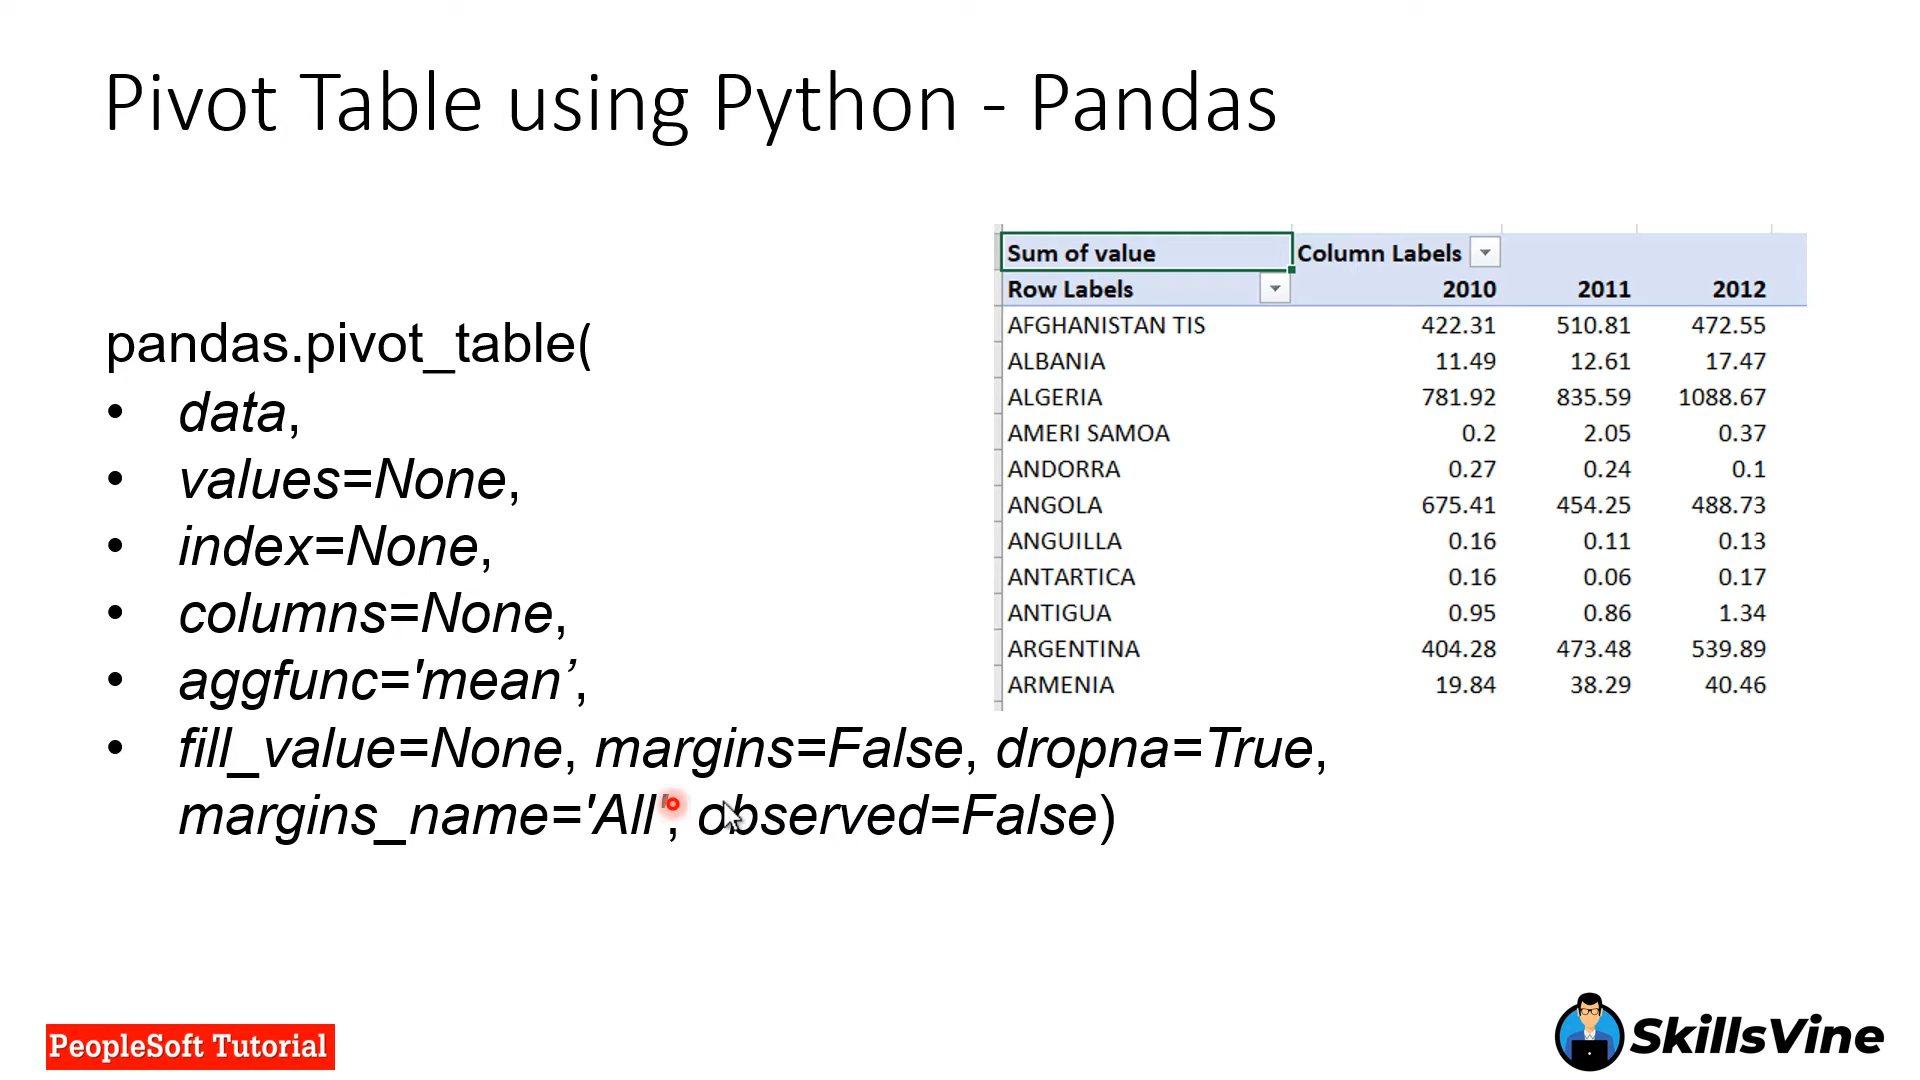 Pivot Table using Python - Pandas
pandas.pivot_table(
• data,
• values=None,
• index=None,
• columns=None,
• aggfunc='mean’,
• fill_value=None, margins=False, dropna=True,
margins_name='All', observed=False)
Sum of value Column Labels
Row Labels 2010 2011 2012
AFGHANISTAN TIS 422.31 510.81 472.55
ALBANIA 11.49 12.61 17.47
ALGERIA 781.92 835.59 1088.67
AMERI SAMOA 0.2 2.05 0.37
ANDORRA 0.27 0.24 0.1
ANGOLA 675.41 454.25 488.73
ANGUILLA 0.16 0.11 0.13
ANTARTICA 0.16 0.06 0.17
ANTIGUA 0.95 0.86 1.34
ARGENTINA 404.28 473.48 539.89
ARMENIA 19.84 38.29 40.46
PeopleSoft Tutorial
SkillsVine